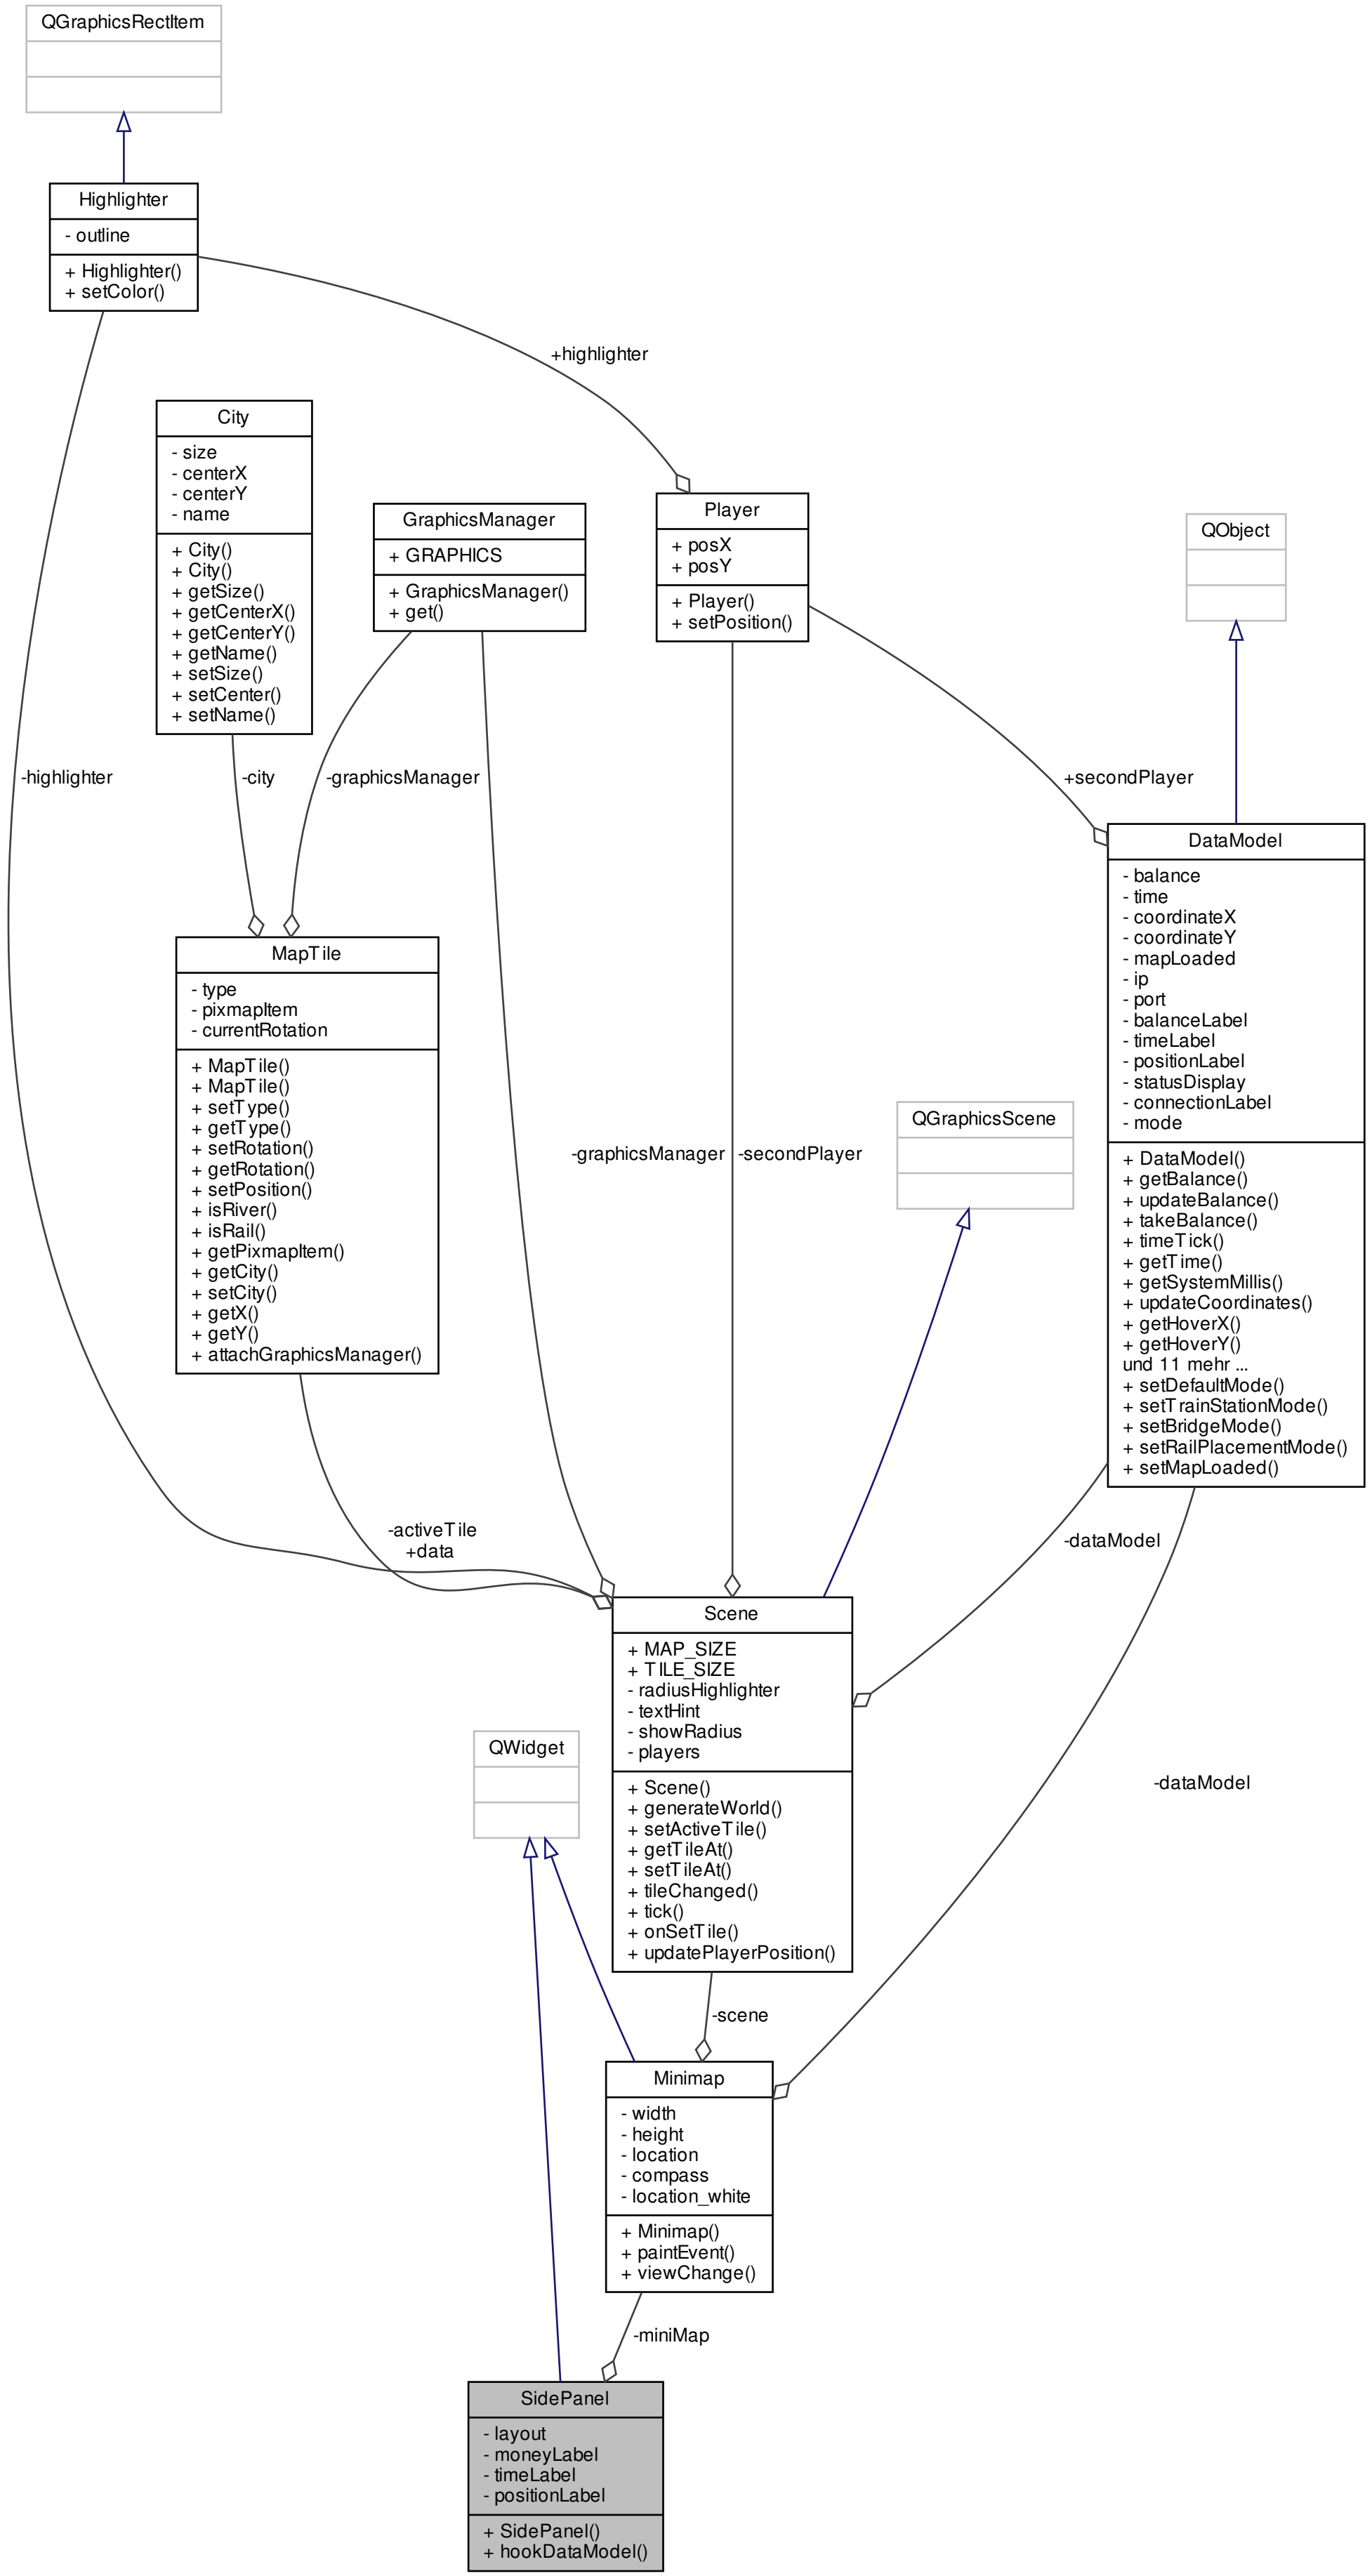 QGraphicsRectItem
Highlighter
- outline
+ Highlighter()
+ setColor()
+highlighter
City
- size
- centerX
- centerY
- name
+ City()
+ City()
+ getSize()
+ getCenterX()
+ getCenterY()
+ getName()
+ setSize()
+ setCenter()
+ setName()
GraphicsManager
+ GRAPHICS
+ GraphicsManager()
+ get()
Player
+ posX
+ posY
+ Player()
+ setPosition()
QObject
-highlighter
-city
-graphicsManager
+secondPlayer
DataModel
- balance
- time
- coordinateX
- coordinateY
- mapLoaded
- ip
- port
- balanceLabel
- timeLabel
- positionLabel
- statusDisplay
- connectionLabel
- mode
+ DataModel()
+ getBalance()
+ updateBalance()
+ takeBalance()
+ timeTick()
+ getTime()
+ getSystemMillis()
+ updateCoordinates()
+ getHoverX()
+ getHoverY()
und 11 mehr ...
+ setDefaultMode()
+ setTrainStationMode()
+ setBridgeMode()
+ setRailPlacementMode()
+ setMapLoaded()
MapTile
- type
- pixmapItem
- currentRotation
+ MapTile()
+ MapTile()
+ setType()
+ getType()
+ setRotation()
+ getRotation()
+ setPosition()
+ isRiver()
+ isRail()
+ getPixmapItem()
+ getCity()
+ setCity()
+ getX()
+ getY()
+ attachGraphicsManager()
-graphicsManager
-secondPlayer
QGraphicsScene
-activeTile
+data
-dataModel
Scene
+ MAP_SIZE
+ TILE_SIZE
- radiusHighlighter
- textHint
- showRadius
- players
+ Scene()
+ generateWorld()
+ setActiveTile()
+ getTileAt()
+ setTileAt()
+ tileChanged()
+ tick()
+ onSetTile()
+ updatePlayerPosition()
QWidget
-dataModel
-scene
Minimap
- width
- height
- location
- compass
- location_white
+ Minimap()
+ paintEvent()
+ viewChange()
-miniMap
SidePanel
- layout
- moneyLabel
- timeLabel
- positionLabel
+ SidePanel()
+ hookDataModel()